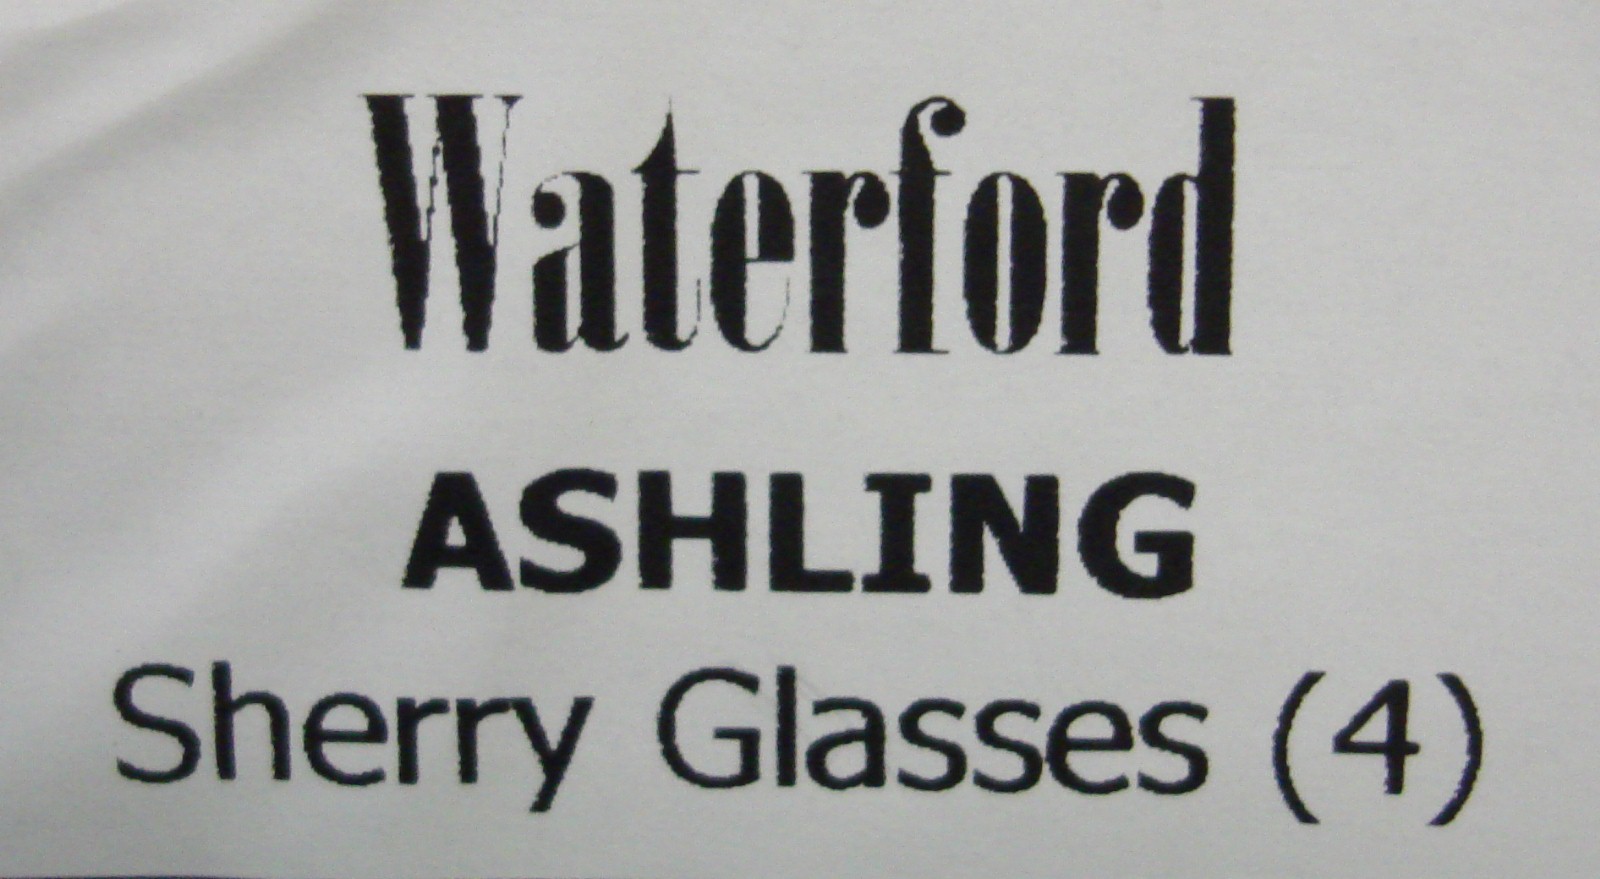 Waterford
ASHLING
Sherry Glasses (4)